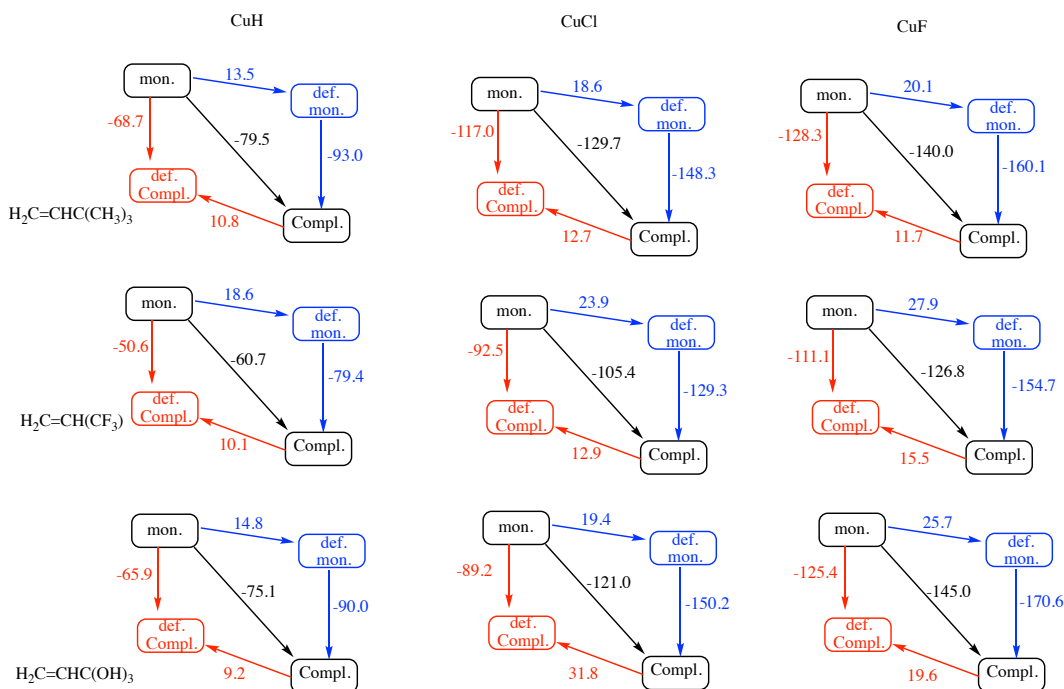 CuH
CuCl
CuF
mon.
13.5
def.
mon.
-68.7
-79.5
-93.0
def.
Compl.
10.8
Compl.
H2C=CHC(CH3)3
mon.
18.6
def.
mon.
-117.0
-129.7
-148.3
def.
Compl.
12.7
Compl.
mon.
20.1
def.
mon.
-128.3
-140.0
-160.1
def.
Compl.
11.7
Compl.
mon.
18.6
def.
mon.
-50.6
-60.7
-79.4
def.
Compl.
10.1
Compl.
H2C=CH(CF3)
mon.
23.9
def.
mon.
-92.5
-105.4
-129.3
def.
Compl.
12.9
Compl.
mon.
27.9
def.
mon.
-111.1
-126.8
-154.7
def.
Compl.
15.5
Compl.
mon.
14.8
def.
mon.
-65.9
-75.1
-90.0
def.
Compl.
9.2
Compl.
H2C=CHC(OH)3
mon.
19.4
def.
mon.
-89.2
-121.0
-150.2
def.
Compl.
31.8
Compl.
mon.
25.7
def.
mon.
-125.4
-145.0
-170.6
def.
Compl.
19.6
Compl.